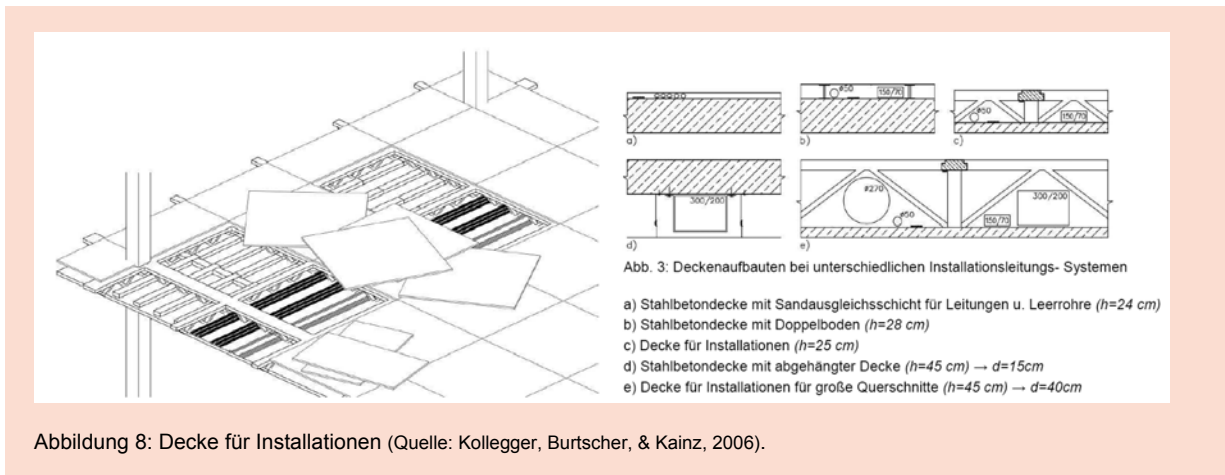 a)
ø50
150/70
b)
ø50
150/70
c)
300/200
d)
ø270
ø50
150/70
300/200
e)
Abb. 3: Deckenaufbauten bei unterschiedlichen Installationsleitungs- Systemen
a) Stahlbetondecke mit Sandausgleichsschicht für Leitungen u. Leerrohre (h=24 cm)
b) Stahlbetondecke mit Doppelboden (h=28 cm)
c) Decke für Installationen (h=25 cm)
d) Stahlbetondecke mit abgehängter Decke (h=45 cm) → d=15cm
e) Decke für Installationen für große Querschnitte (h=45 cm) → d=40cm
Abbildung 8: Decke für Installationen (Quelle: Kollegger, Burtscher, & Kainz, 2006).